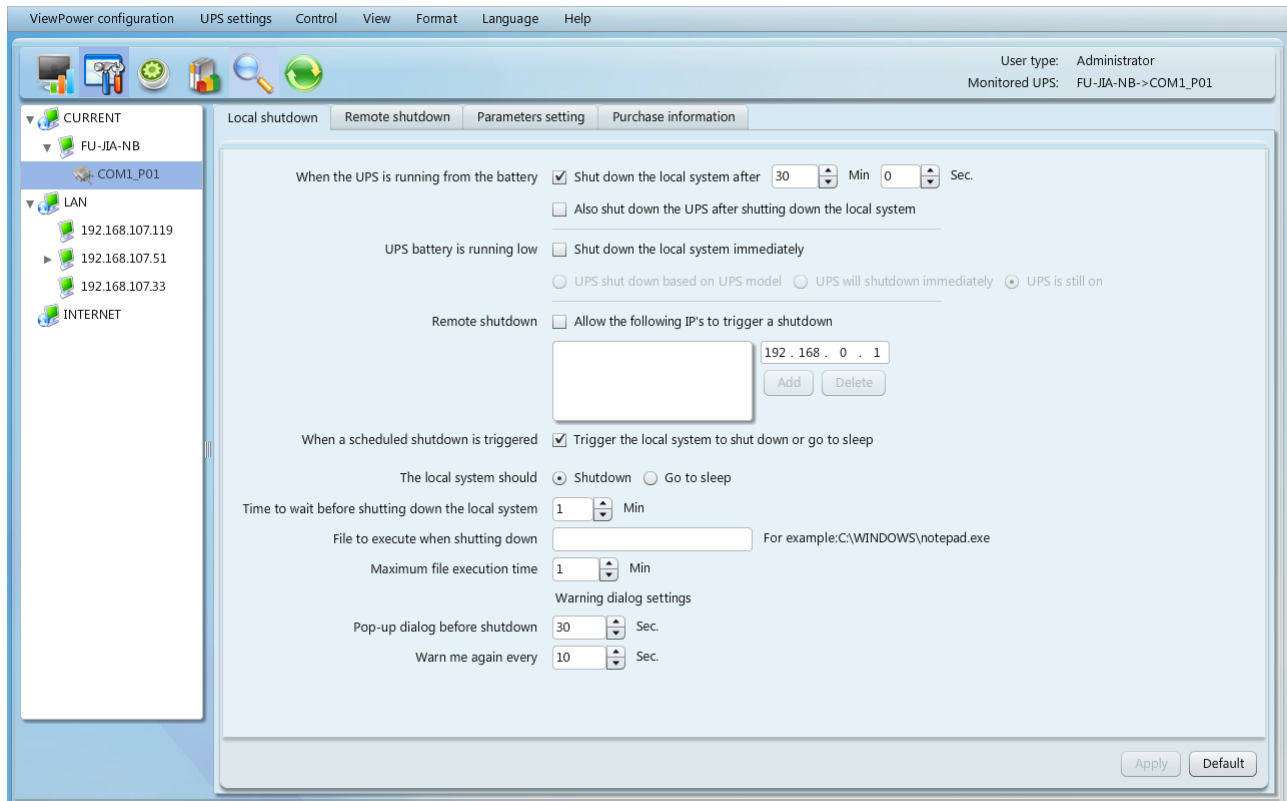 ViewPower configuration UPS settings Control View Format Language Help
User type: Administrator
Monitored UPS: FU-JIA-NB->COM1_P01
CURRENT
FU-JIA-NB
COM1_P01
LAN
192.168.107.119
192.168.107.51
192.168.107.33
INTERNET
Local shutdown Remote shutdown Parameters setting Purchase information
When the UPS is running from the battery Shut down the local system after 30 Min 0 Sec.
Also shut down the UPS after shutting down the local system
UPS battery is running low Shut down the local system immediately
UPS shut down based on UPS model UPS will shutdown immediately UPS is still on
Remote shutdown Allow the following IP's to trigger a shutdown
192 . 168 . 0 . 1
Add Delete
When a scheduled shutdown is triggered Trigger the local system to shut down or go to sleep
The local system should Shutdown Go to sleep
Time to wait before shutting down the local system 1 Min
File to execute when shutting down For example:C:\WINDOWS\notepad.exe
Maximum file execution time 1 Min
Warning dialog settings
Pop-up dialog before shutdown 30 Sec.
Warn me again every 10 Sec.
Apply Default